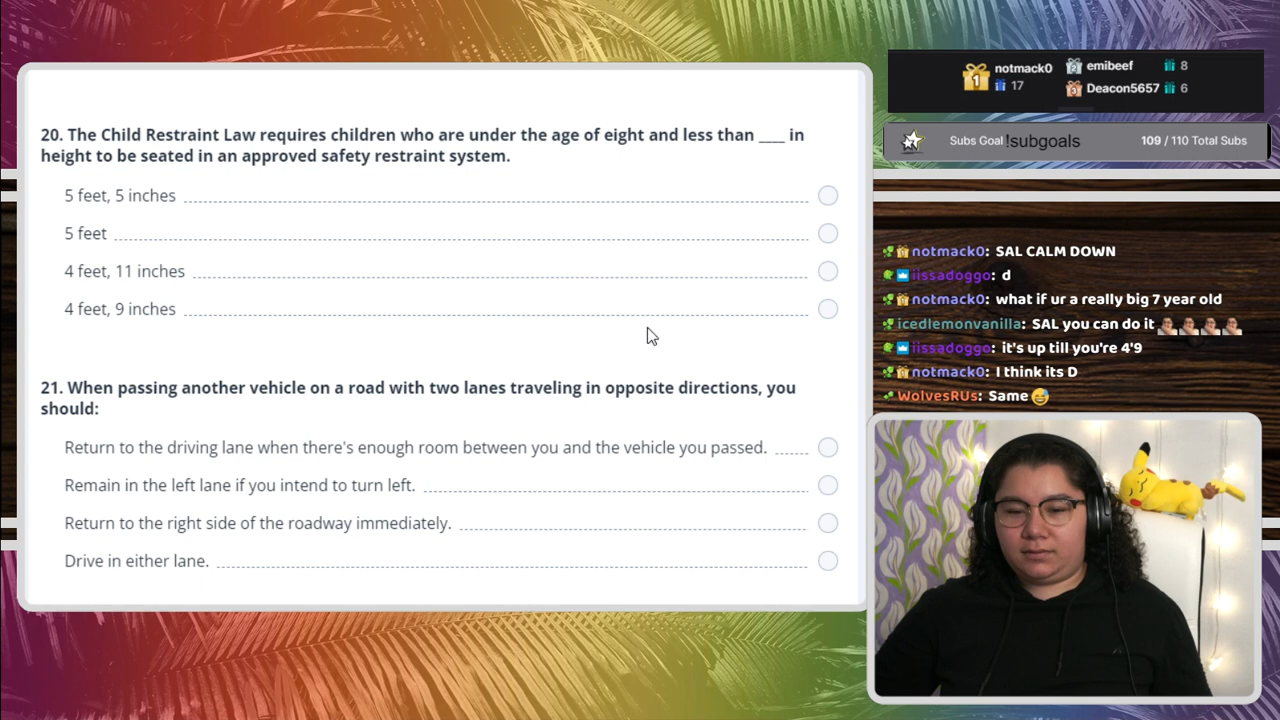 20. The Child Restraint Law requires children who are under the age of eight and less than ____ in
height to be seated in an approved safety restraint system.
5 feet, 5 inches
5 feet
4 feet, 11 inches
4 feet, 9 inches
21. When passing another vehicle on a road with two lanes traveling in opposite directions, you
should:
Return to the driving lane when there's enough room between you and the vehicle you passed.
Remain in the left lane if you intend to turn left.
Return to the right side of the roadway immediately.
Drive in either lane.
1 notmack0 17
2 emibeef 8
3 Deacon5657 6
Subs Goal !subgoals 109 / 110 Total Subs
notmack0: SAL CALM DOWN
iissadoggo: d
notmack0: what if ur a really big 7 year old
icedlemonvanilla: SAL you can do it
iissadoggo: it's up till you're 4'9
notmack0: I think its D
WolvesRUs: Same